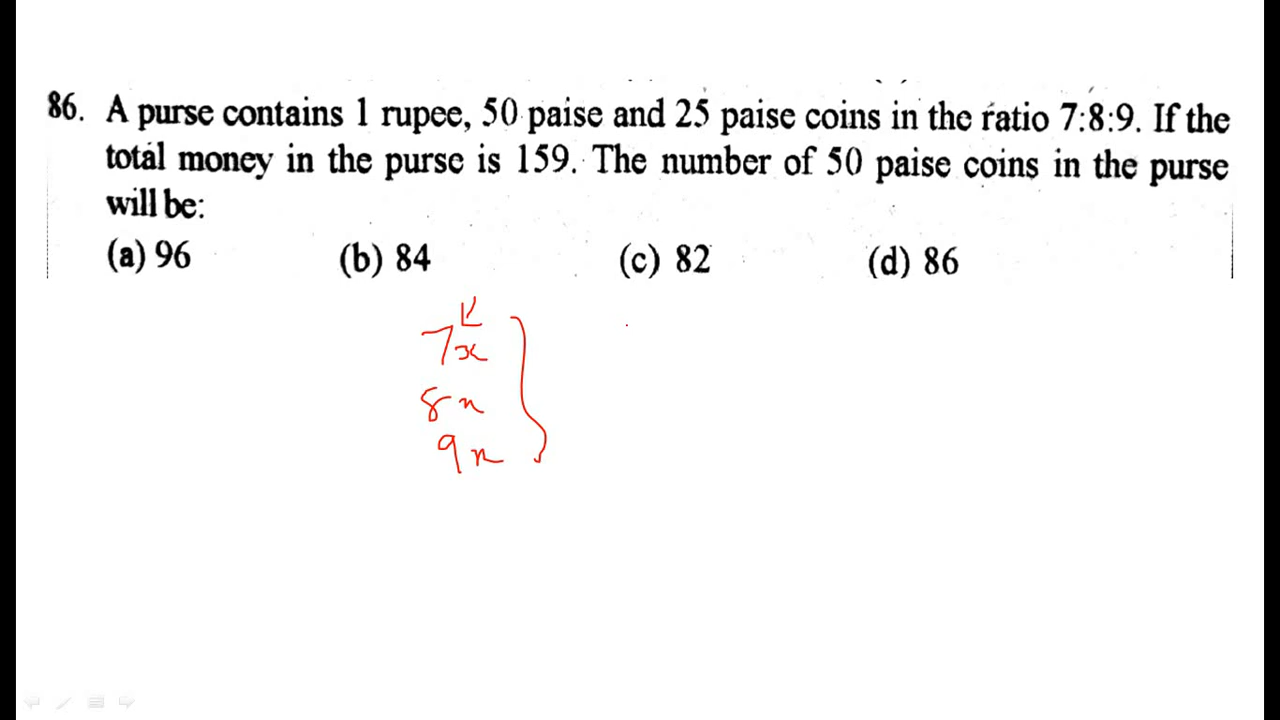 86. A purse contains 1 rupee, 50 paise and 25 paise coins in the ratio 7:8:9. If the
total money in the purse is 159. The number of 50 paise coins in the purse
will be:
(a) 96 (b) 84 (c) 82 (d) 86
7x
8x
9x